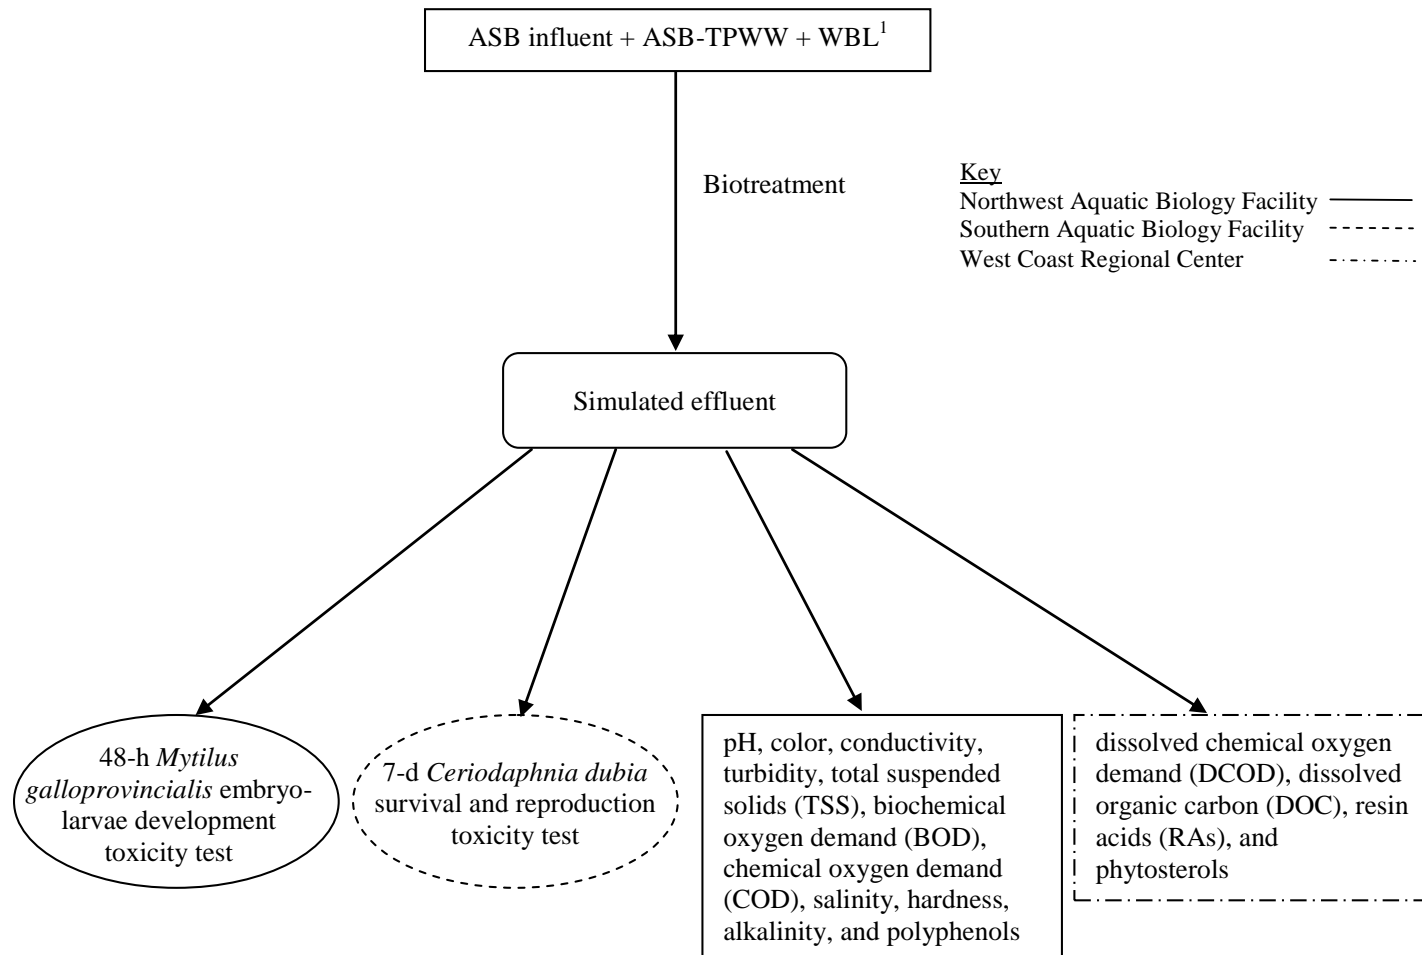 ASB influent + ASB-TPWW + WBL¹
Biotreatment
Key
Northwest Aquatic Biology Facility
Southern Aquatic Biology Facility
West Coast Regional Center
Simulated effluent
48-h Mytilus
galloprovincialis embryo-
larvae development
toxicity test
7-d Ceriodaphnia dubia
survival and reproduction
toxicity test
pH, color, conductivity,
turbidity, total suspended
solids (TSS), biochemical
oxygen demand (BOD),
chemical oxygen demand
(COD), salinity, hardness,
alkalinity, and polyphenols
dissolved chemical oxygen
demand (DCOD), dissolved
organic carbon (DOC), resin
acids (RAs), and
phytosterols